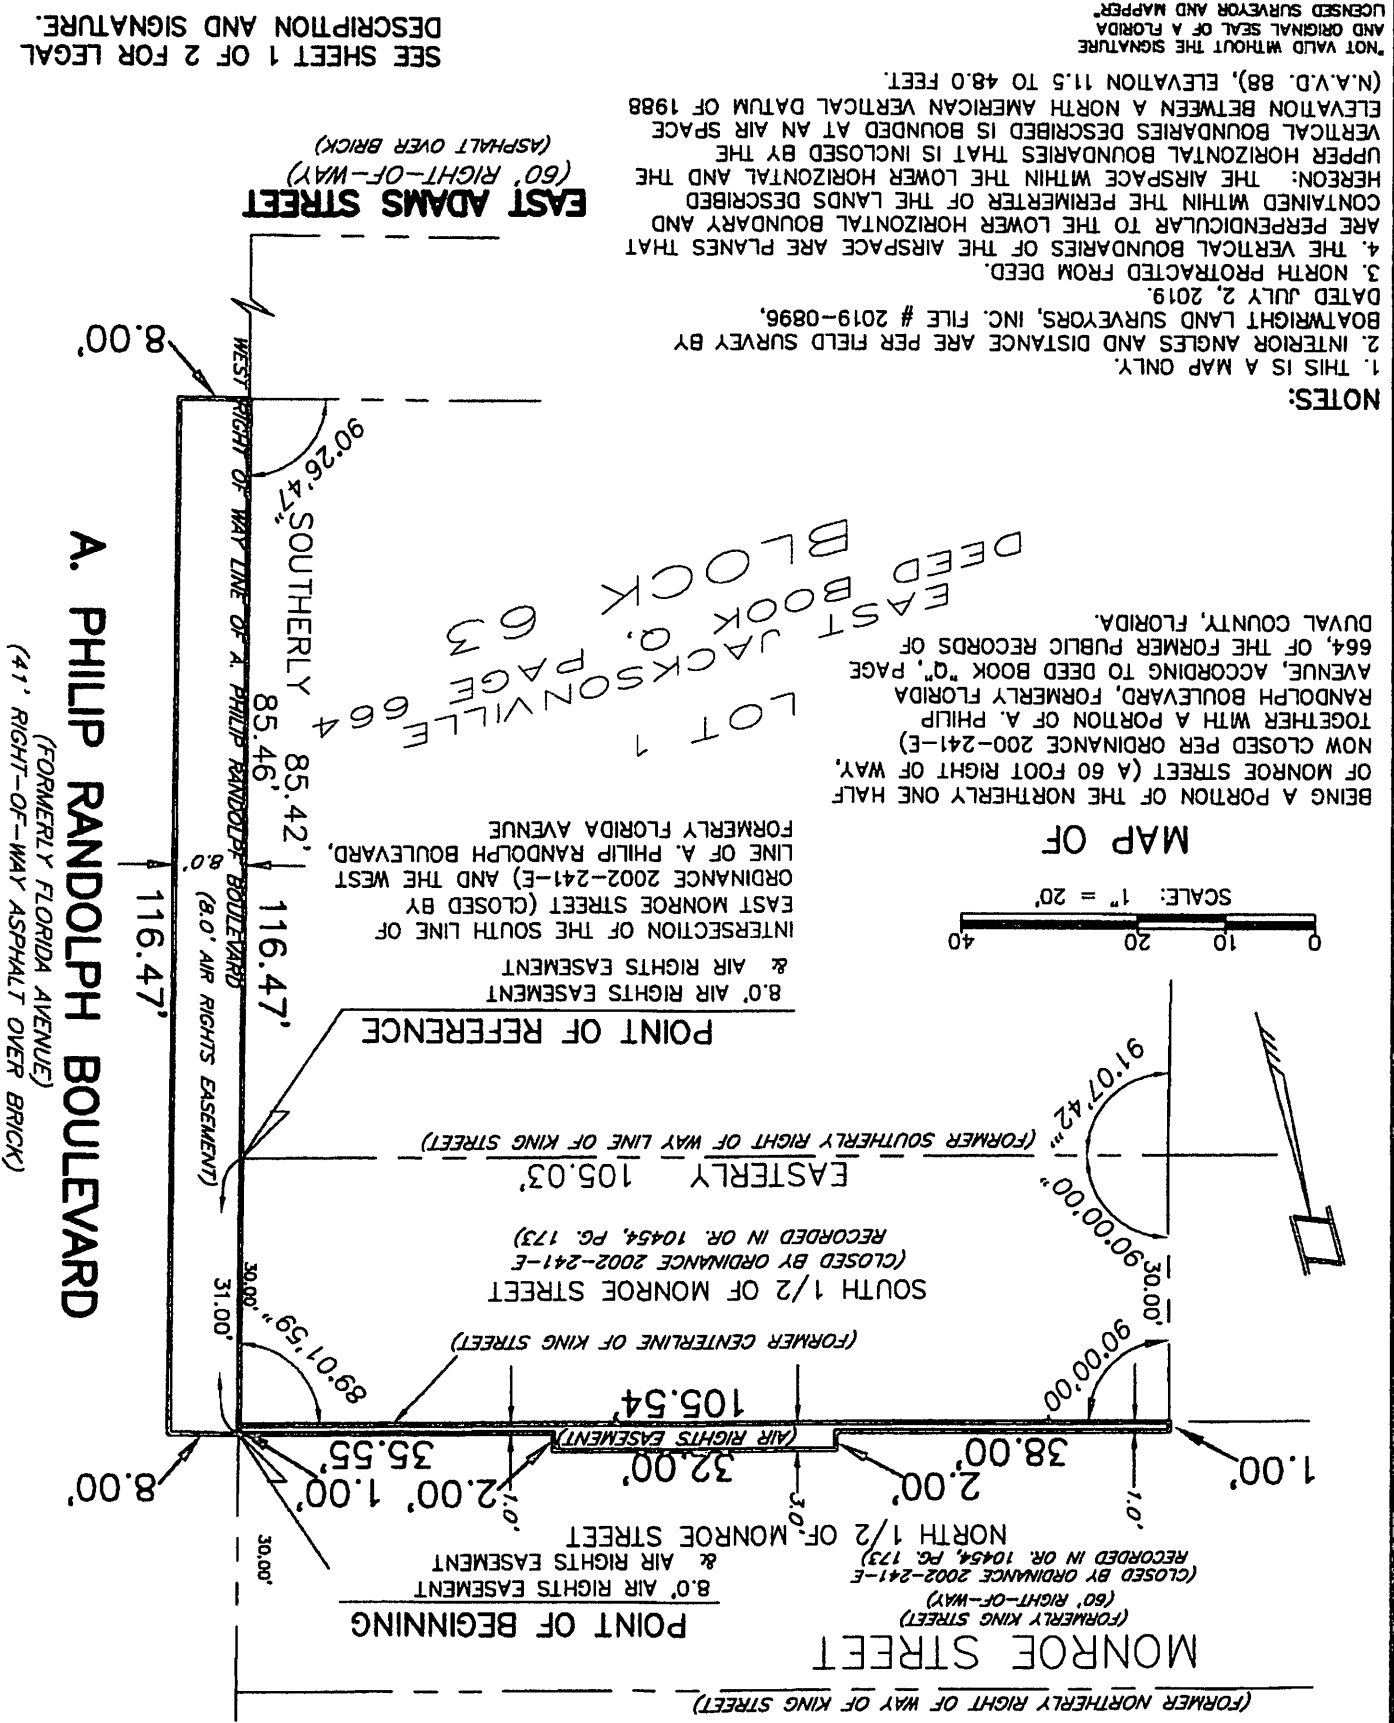 (FORMER NORTHERLY RIGHT OF WAY OF KING STREET)
MONROE STREET
(FORMERLY KING STREET)
(60' RIGHT-OF-WAY)
(CLOSED BY ORDINANCE 2002-241-E
RECORDED IN OR. 10454, PG. 173)
NORTH 1/2 OF MONROE STREET
POINT OF BEGINNING
8.0' AIR RIGHTS EASEMENT
& AIR RIGHTS EASEMENT
30.00'
1.00'
1.0'
38.00'
2.00'
3.0'
32.00'
2.00'
1.0'
35.55'
1.00'
8.00'
(AIR RIGHTS EASEMENT)
105.54'
90°00'00"
30.00'
(FORMER CENTERLINE OF KING STREET)
89°01'59"
30.00'
31.00'
SOUTH 1/2 OF MONROE STREET
(CLOSED BY ORDINANCE 2002-241-E
RECORDED IN OR. 10454, PG. 173)
90°00'00"
EASTERLY 105.03'
(FORMER SOUTHERLY RIGHT OF WAY LINE OF KING STREET)
91°07'42"
POINT OF REFERENCE
8.0' AIR RIGHTS EASEMENT
& AIR RIGHTS EASEMENT
INTERSECTION OF THE SOUTH LINE OF
EAST MONROE STREET (CLOSED BY
ORDINANCE 2002-241-E) AND THE WEST
LINE OF A. PHILIP RANDOLPH BOULEVARD,
FORMERLY FLORIDA AVENUE
0 10 20 40
SCALE: 1" = 20'
MAP OF
BEING A PORTION OF THE NORTHERLY ONE HALF
OF MONROE STREET (A 60 FOOT RIGHT OF WAY,
NOW CLOSED PER ORDINANCE 200-241-E)
TOGETHER WITH A PORTION OF A. PHILIP
RANDOLPH BOULEVARD, FORMERLY FLORIDA
AVENUE, ACCORDING TO DEED BOOK "Q", PAGE
664, OF THE FORMER PUBLIC RECORDS OF
DUVAL COUNTY, FLORIDA.
LOT 1
EAST JACKSONVILLE
DEED BOOK Q, PAGE 664
BLOCK 63
116.47'
116.47'
(8.0' AIR RIGHTS EASEMENT)
8.0'
WEST RIGHT OF WAY LINE OF A. PHILIP RANDOLPH BOULEVARD
SOUTHERLY 85.42'
85.46'
90°26'47"
8.00'
A. PHILIP RANDOLPH BOULEVARD
(FORMERLY FLORIDA AVENUE)
(41' RIGHT-OF-WAY ASPHALT OVER BRICK)
EAST ADAMS STREET
(60' RIGHT-OF-WAY)
(ASPHALT OVER BRICK)
NOTES:
1. THIS IS A MAP ONLY.
2. INTERIOR ANGLES AND DISTANCE ARE PER FIELD SURVEY BY
BOATWRIGHT LAND SURVEYORS, INC. FILE # 2019-0896,
DATED JULY 2, 2019.
3. NORTH PROTRACTED FROM DEED.
4. THE VERTICAL BOUNDARIES OF THE AIRSPACE ARE PLANES THAT
ARE PERPENDICULAR TO THE LOWER HORIZONTAL BOUNDARY AND
CONTAINED WITHIN THE PERIMERTER OF THE LANDS DESCRIBED
HEREON: THE AIRSPACE WITHIN THE LOWER HORIZONTAL AND THE
UPPER HORIZONTAL BOUNDARIES THAT IS INCLOSED BY THE
VERTICAL BOUNDARIES DESCRIBED IS BOUNDED AT AN AIR SPACE
ELEVATION BETWEEN A NORTH AMERICAN VERTICAL DATUM OF 1988
(N.A.V.D. 88), ELEVATION 11.5 TO 48.0 FEET.
"NOT VALID WITHOUT THE SIGNATURE
AND ORIGINAL SEAL OF A FLORIDA
LICENSED SURVEYOR AND MAPPER"
SEE SHEET 1 OF 2 FOR LEGAL
DESCRIPTION AND SIGNATURE.